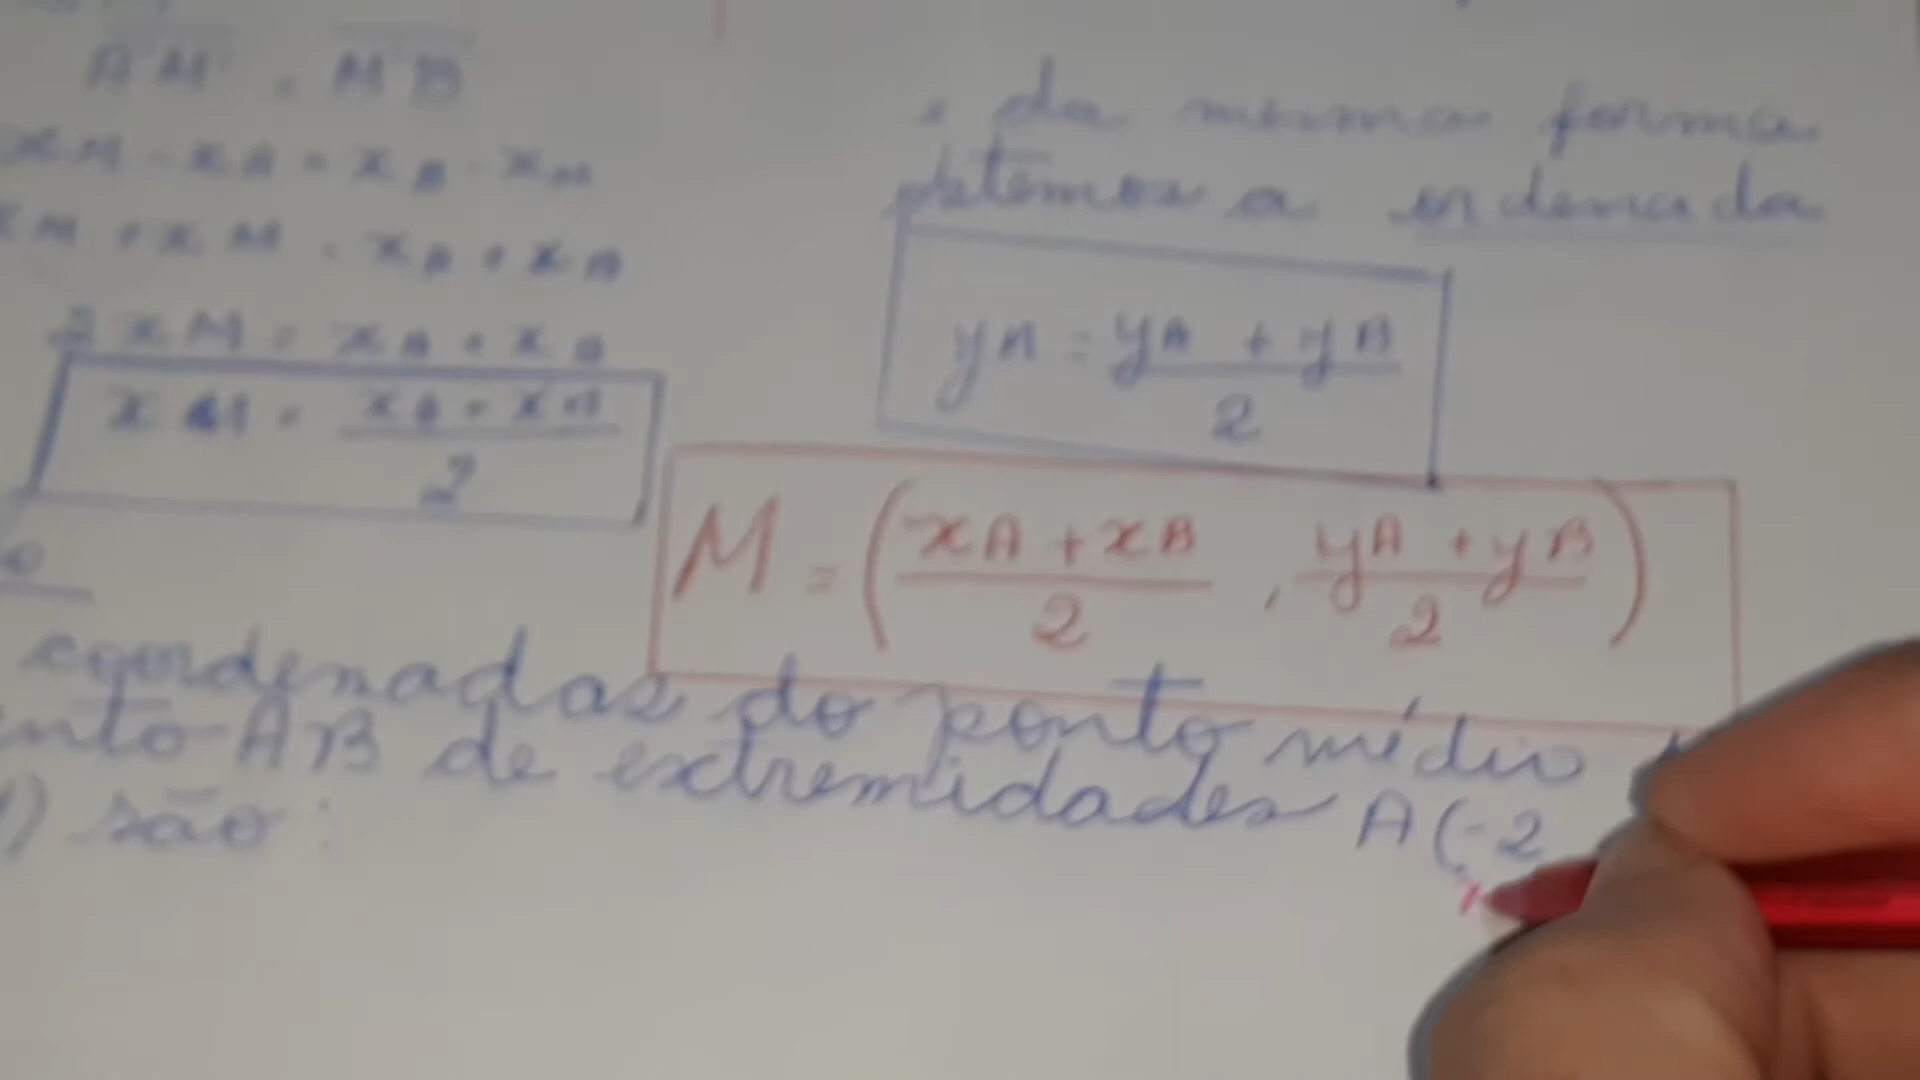 AM = MB
xM - xA = xB - xM
xM + xM = xB + xA
2xM = xA + xB
xM = xA + xB
2
. da mesma forma
obtemos a ordenada
yM = yA + yB
2
M = (xA + xB / 2 , yA + yB / 2)
coordenadas do ponto médio
AB de extremidades A(-2
são: